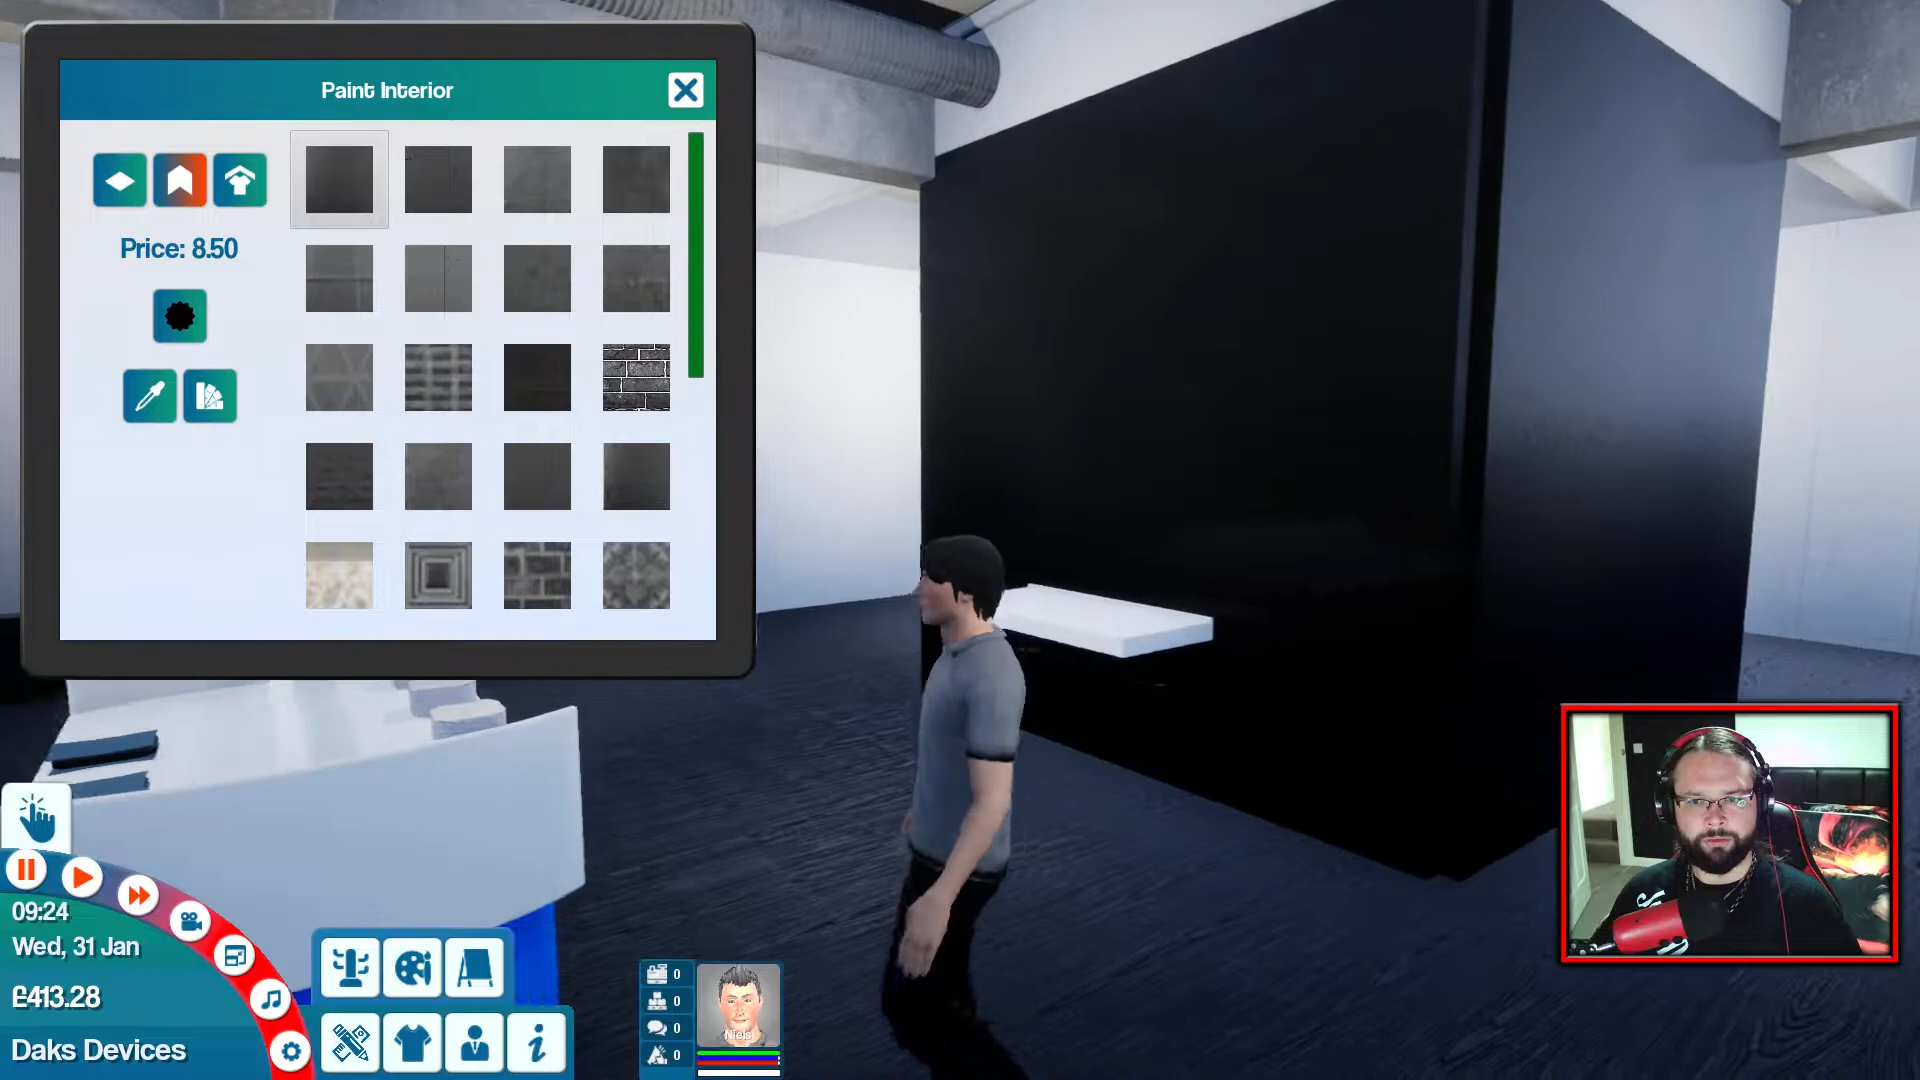 Paint Interior
Price: 8.50
09:24
Wed, 31 Jan
£413.28
Daks Devices
0
0
0
0
Niels